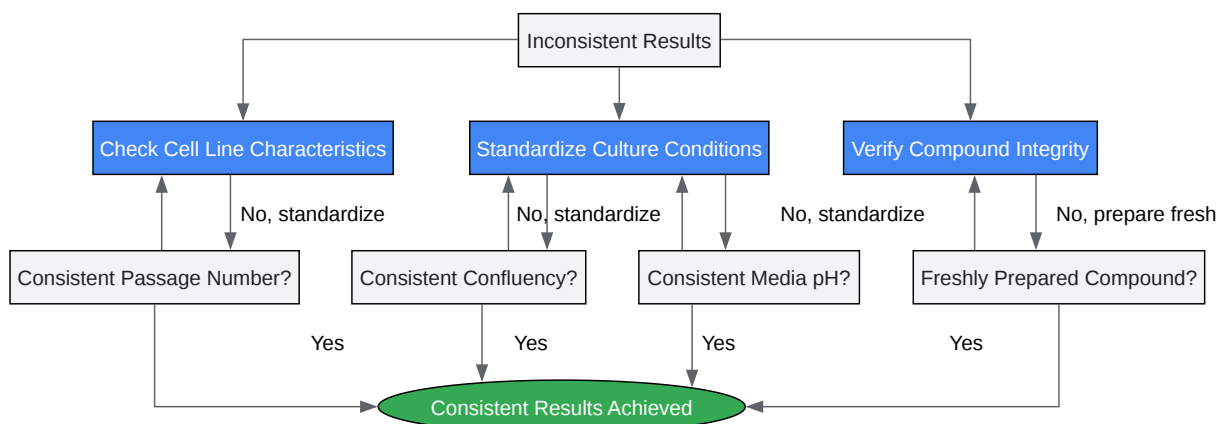 Inconsistent Results
Check Cell Line Characteristics
Standardize Culture Conditions
Verify Compound Integrity
No, standardize
No, standardize
No, standardize
No, prepare fresh
Consistent Passage Number?
Consistent Confluency?
Consistent Media pH?
Freshly Prepared Compound?
Yes
Yes
Yes
Yes
Consistent Results Achieved